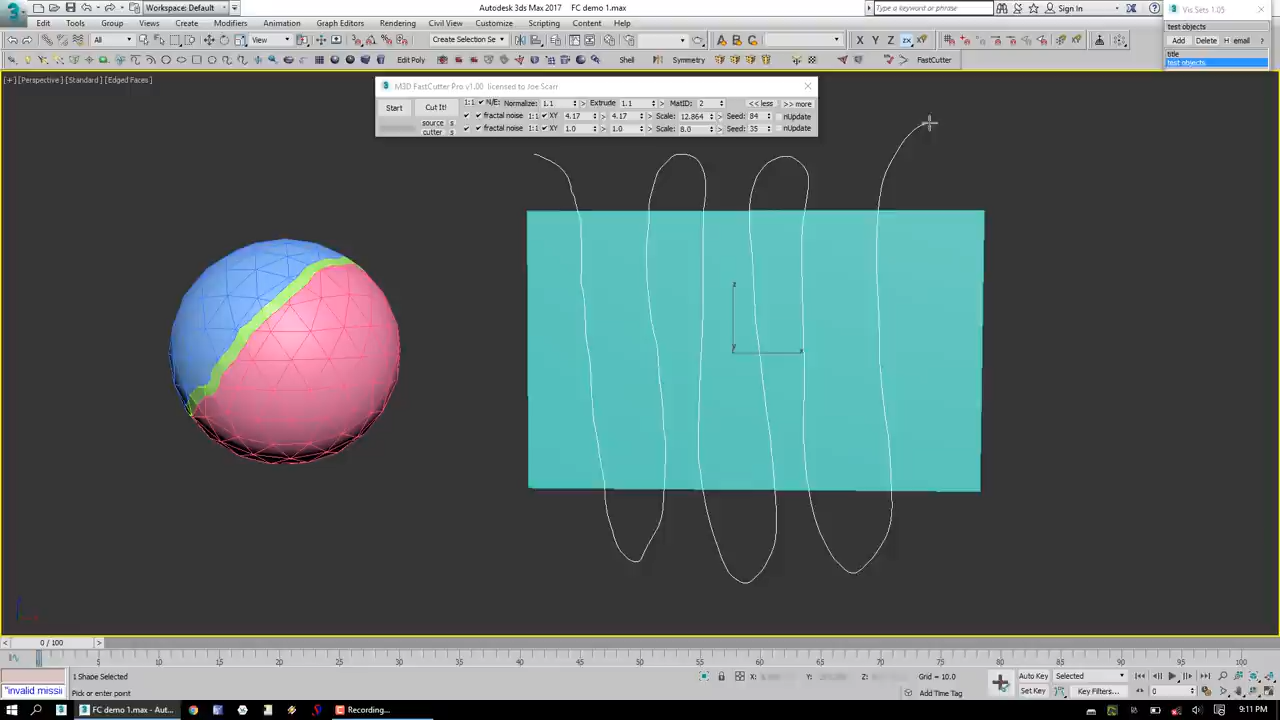 Workspace: Default
Autodesk 3ds Max 2017 FC demo 1.max
Type a keyword or phrase
Sign In
Vis Sets 1.05
Edit Tools Group Views Create Modifiers Animation Graph Editors Rendering Civil View Customize Scripting Content Help
test objects
All
View
Create Selection Se
X Y Z
Add Delete H email
title
Edit Poly
Shell
Symmetry
FastCutter
test objects
[+] [Perspective] [Standard] [Edged Faces]
M3D FastCutter Pro v1.00 licensed to Joe Scarr
Start Cut It! 1:1 N/E: Normalize: 1.1 > Extrude 1.1 > MatID: 2 << less >> more
source s fractal noise 1:1 XY 4.17 > 4.17 > Scale: 12.864 > Seed: 84 nUpdate
cutter s fractal noise 1:1 XY 1.0 > 1.0 > Scale: 8.0 > Seed: 35 nUpdate
z
y x
< 0 / 100 >
5 10 15 20 25 30 35 40 45 50 55 60 65 70 75 80 85 90 95 100
"invalid missii
1 Shape Selected
X: Y: Z: Grid = 10.0
Auto Key Selected
Pick or enter point
Add Time Tag
Set Key Key Filters...
0
FC demo 1.max - Aut...
Recording...
9:11 PM